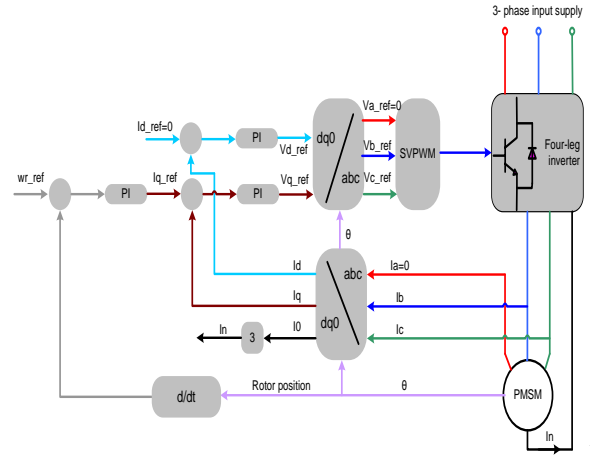 3- phase input supply
Id_ref=0
PI
Vd_ref
dq0
abc
Va_ref=0
Vb_ref
Vc_ref
SVPWM
Four-leg
inverter
wr_ref
PI
Iq_ref
PI
Vq_ref
θ
Id
Iq
I0
3
In
abc
dq0
Ia=0
Ib
Ic
d/dt
Rotor position
θ
PMSM
In